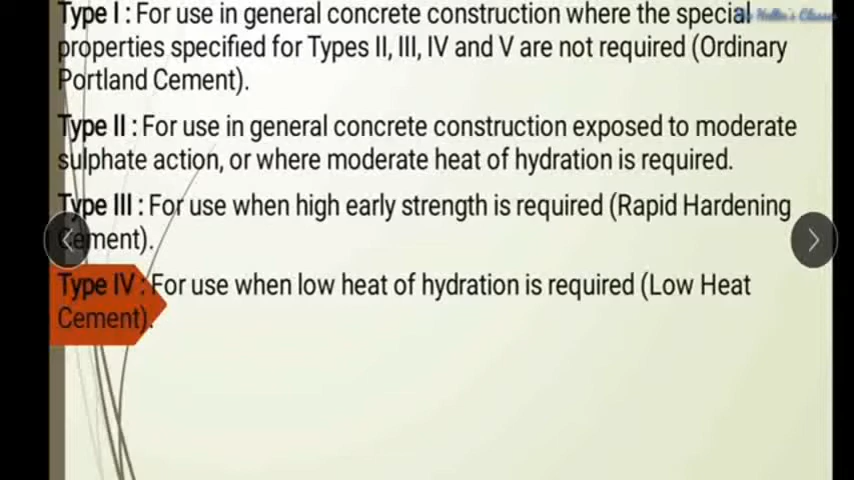 Type I : For use in general concrete construction where the special
properties specified for Types II, III, IV and V are not required (Ordinary
Portland Cement).
Type II : For use in general concrete construction exposed to moderate
sulphate action, or where moderate heat of hydration is required.
Type III : For use when high early strength is required (Rapid Hardening
Cement).
Type IV : For use when low heat of hydration is required (Low Heat
Cement).